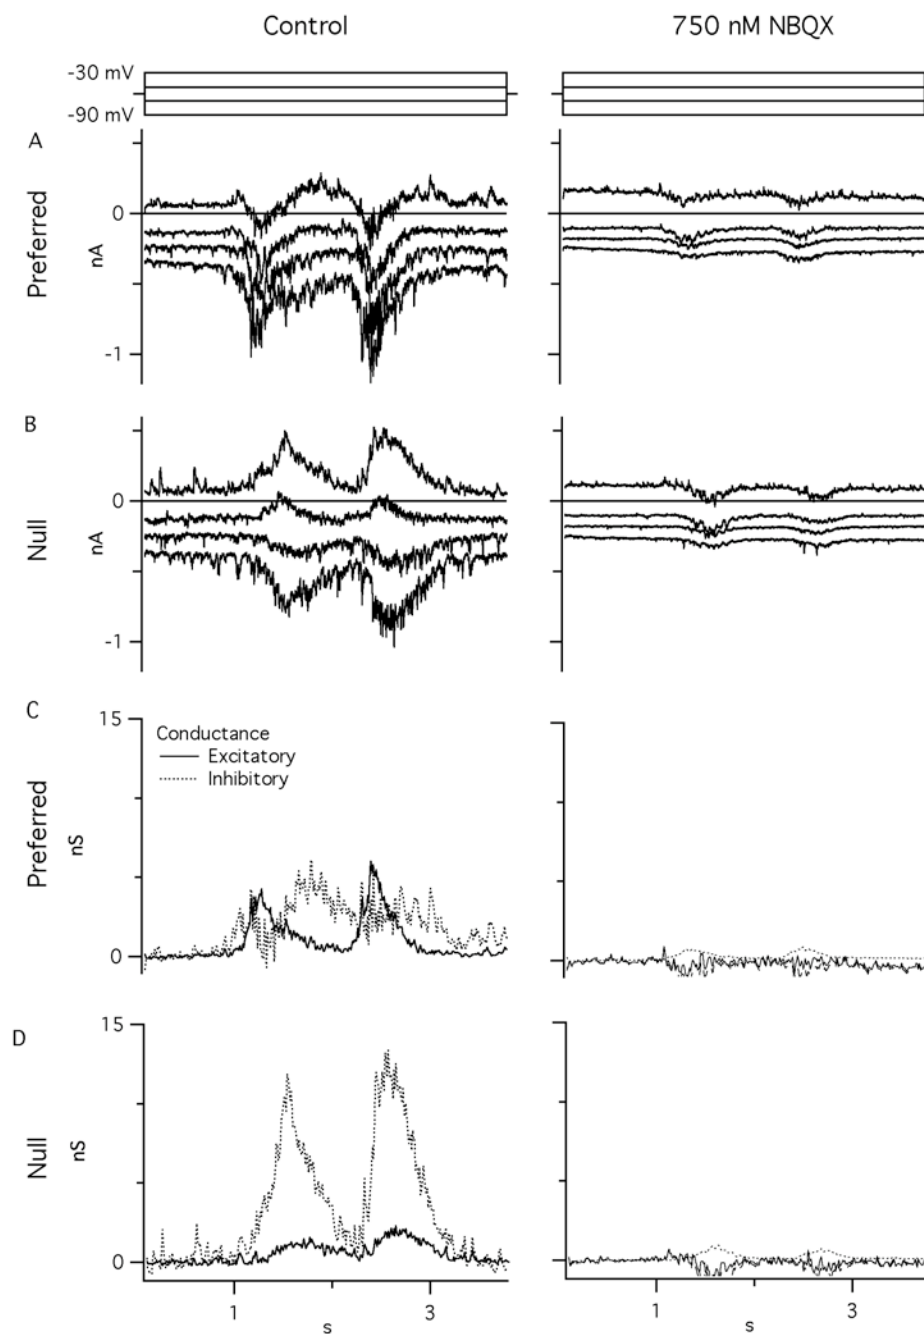 Control 750 nM NBQX
-30 mV
-90 mV
A
Preferred
nA
0
-1
B
Null
nA
0
-1
C
Preferred
nS
15
0
Conductance
Excitatory
Inhibitory
D
Null
nS
15
0
1 3 1 3
s s